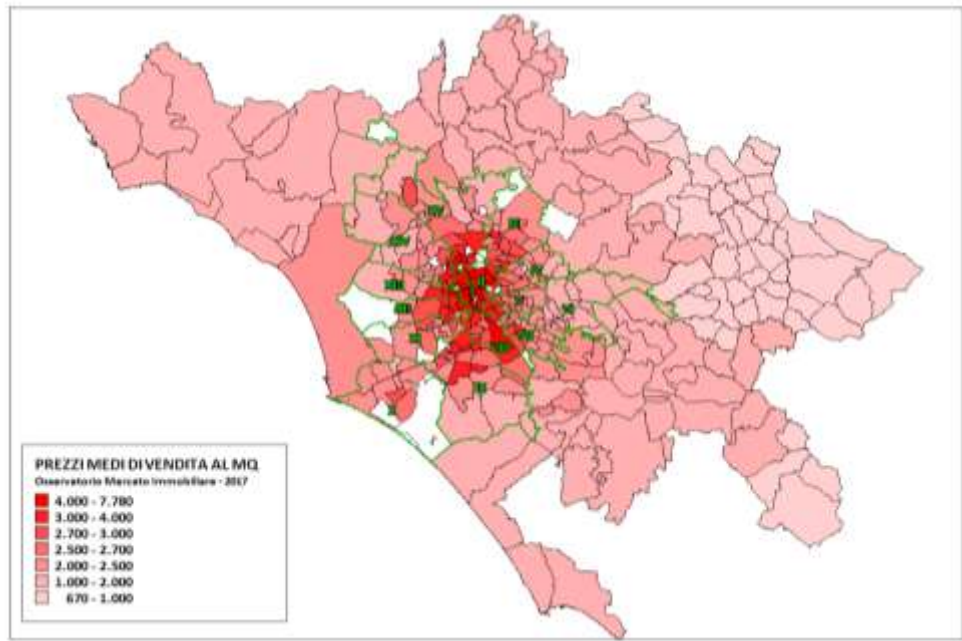 PREZZI MEDI DI VENDITA AL MQ
Osservatorio Mercato Immobiliare - 2017
4.000 - 7.780
3.000 - 4.000
2.700 - 3.000
2.500 - 2.700
2.000 - 2.500
1.000 - 2.000
670 - 1.000